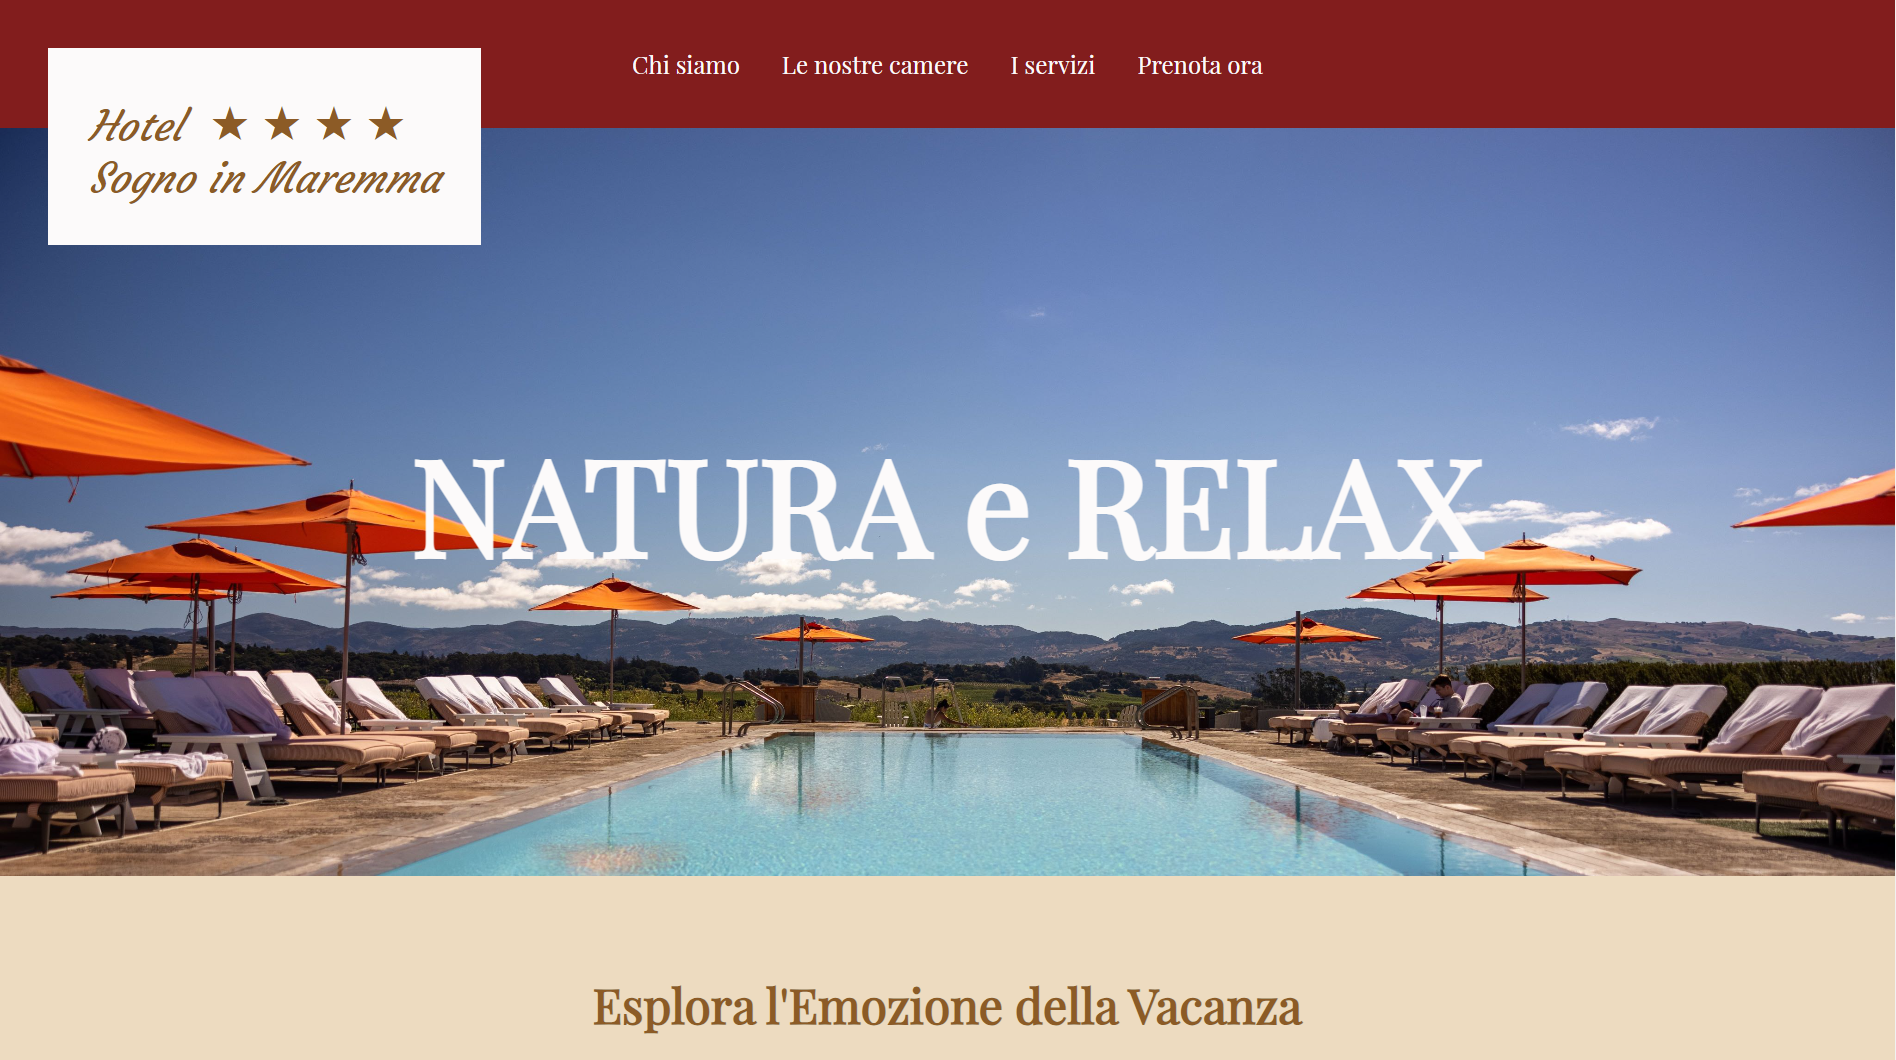 Chi siamo Le nostre camere I servizi Prenota ora
Hotel ★ ★ ★ ★
Sogno in Maremma
NATURA e RELAX
Esplora l'Emozione della Vacanza